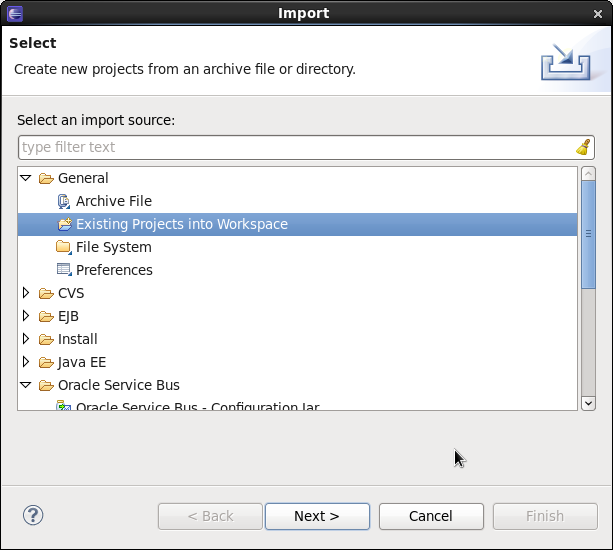 Import
Select
Create new projects from an archive file or directory.
Select an import source:
type filter text
General
Archive File
Existing Projects into Workspace
File System
Preferences
CVS
EJB
Install
Java EE
Oracle Service Bus
Oracle Service Bus - Configuration Jar
?
< Back
Next >
Cancel
Finish